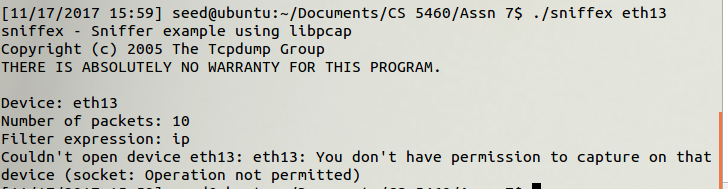 [11/17/2017 15:59] seed@ubuntu:~/Documents/CS 5460/Assn 7$ ./sniffex eth13
sniffex - Sniffer example using libpcap
Copyright (c) 2005 The Tcpdump Group
THERE IS ABSOLUTELY NO WARRANTY FOR THIS PROGRAM.
Device: eth13
Number of packets: 10
Filter expression: ip
Couldn't open device eth13: eth13: You don't have permission to capture on that
device (socket: Operation not permitted)